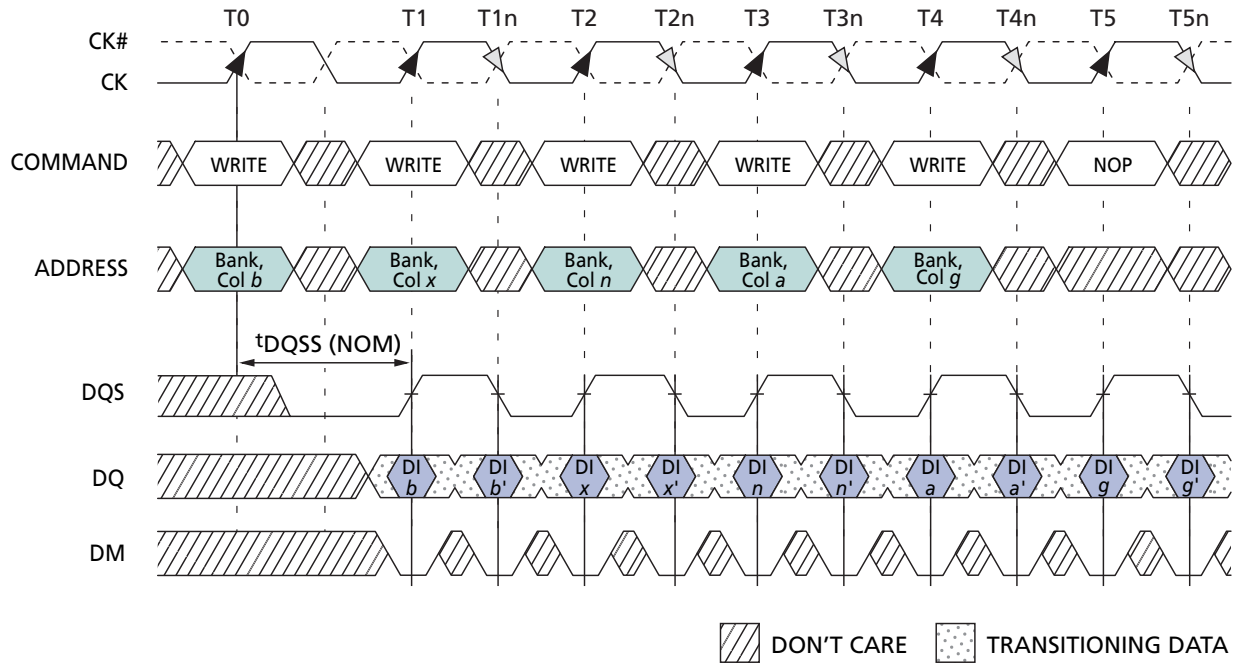 T0 T1 T1n T2 T2n T3 T3n T4 T4n T5 T5n
CK#
CK
COMMAND WRITE WRITE WRITE WRITE WRITE NOP
ADDRESS Bank, Col b Bank, Col x Bank, Col n Bank, Col a Bank, Col g
tDQSS (NOM)
DQS
DQ DI b DI b' DI x DI x' DI n DI n' DI a DI a' DI g DI g'
DM
DON'T CARE TRANSITIONING DATA